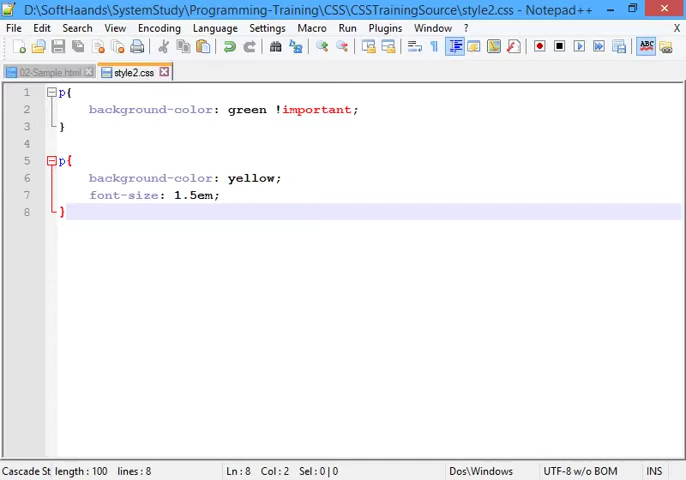 D:\SoftHaands\SystemStudy\Programming-Training\CSS\CSSTrainingSource\style2.css - Notepad++
File Edit Search View Encoding Language Settings Macro Run Plugins Window ? X
02-Sample.html style2.css
1 p{
2 background-color: green !important;
3 }
4
5 p{
6 background-color: yellow;
7 font-size: 1.5em;
8 }
Cascade St length : 100 lines : 8 Ln : 8 Col : 2 Sel : 0 | 0 Dos\Windows UTF-8 w/o BOM INS